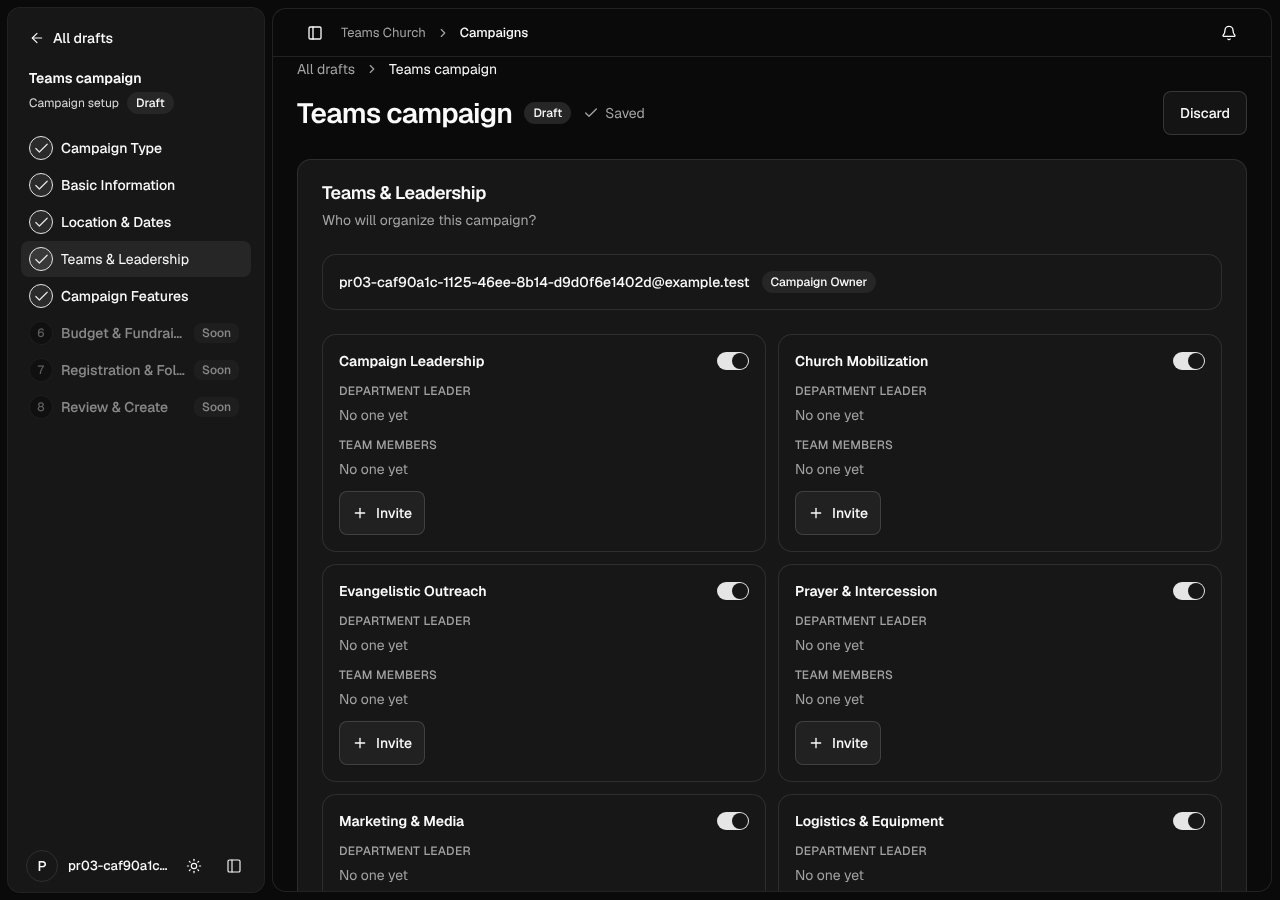 All drafts
Teams campaign
Campaign setup Draft
Campaign Type
Basic Information
Location & Dates
Teams & Leadership
Campaign Features
6 Budget & Fundrai... Soon
7 Registration & Fol... Soon
8 Review & Create Soon
P pr03-caf90a1c...
Teams Church > Campaigns
All drafts > Teams campaign
Teams campaign Draft Saved
Discard
Teams & Leadership
Who will organize this campaign?
pr03-caf90a1c-1125-46ee-8b14-d9d0f6e1402d@example.test Campaign Owner
Campaign Leadership
DEPARTMENT LEADER
No one yet
TEAM MEMBERS
No one yet
+ Invite
Church Mobilization
DEPARTMENT LEADER
No one yet
TEAM MEMBERS
No one yet
+ Invite
Evangelistic Outreach
DEPARTMENT LEADER
No one yet
TEAM MEMBERS
No one yet
+ Invite
Prayer & Intercession
DEPARTMENT LEADER
No one yet
TEAM MEMBERS
No one yet
+ Invite
Marketing & Media
DEPARTMENT LEADER
No one yet
Logistics & Equipment
DEPARTMENT LEADER
No one yet